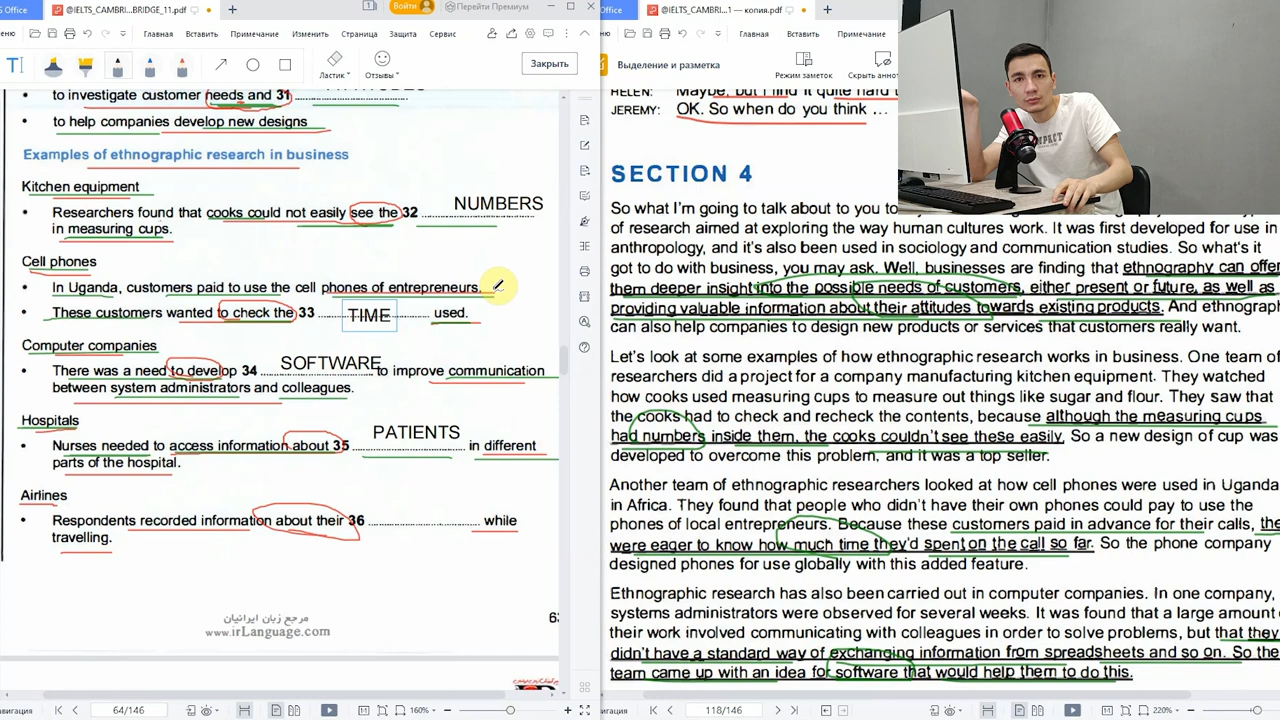 Office
@IELTS_CAMBRI...BRIDGE_11.pdf
Войти
Перейти Премиум
Главная Вставить Примечание Изменить Страница Защита Сервис
Ластик Отзывы Закрыть
to investigate customer needs and 31
to help companies develop new designs
Examples of ethnographic research in business
Kitchen equipment
Researchers found that cooks could not easily see the 32 NUMBERS
in measuring cups.
Cell phones
In Uganda, customers paid to use the cell phones of entrepreneurs.
These customers wanted to check the 33 TIME used.
Computer companies
There was a need to develop 34 SOFTWARE to improve communication
between system administrators and colleagues.
Hospitals
Nurses needed to access information about 35 PATIENTS in different
parts of the hospital.
Airlines
Respondents recorded information about their 36 while
travelling.
مرجع زبان ایرانیان
www.irLanguage.com
64/146 160%
Office
@IELTS_CAMBRI...1 — копия.pdf
Главная Вставить Примечание
Выделение и разметка
Режим заметок Скрыть
HELEN: Maybe, but I find it quite hard
JEREMY: OK. So when do you think ...
SECTION 4
So what I'm going to talk about to you
of research aimed at exploring the way human cultures work. It was first developed for use in
anthropology, and it's also been used in sociology and communication studies. So what's it
got to do with business, you may ask. Well, businesses are finding that ethnography can offer
them deeper insight into the possible needs of customers, either present or future, as well as
providing valuable information about their attitudes towards existing products. And
can also help companies to design new products or services that customers really want.
Let's look at some examples of how ethnographic research works in business. One team of
researchers did a project for a company manufacturing kitchen equipment. They watched
how cooks used measuring cups to measure out things like sugar and flour. They saw that
the cooks had to check and recheck the contents, because although the measuring cups
had numbers inside them, the cooks couldn't see these easily. So a new design of cup was
developed to overcome this problem, and it was a top seller.
Another team of ethnographic researchers looked at how cell phones were used in Uganda
in Africa. They found that people who didn't have their own phones could pay to use the
phones of local entrepreneurs. Because these customers paid in advance for their calls,
were eager to know how much time they'd spent on the call so far. So the phone company
designed phones for use globally with this added feature.
Ethnographic research has also been carried out in computer companies. In one company,
systems administrators were observed for several weeks. It was found that a large amount
their work involved communicating with colleagues in order to solve problems, but that they
didn't have a standard way of exchanging information from spreadsheets and so on. So the
team came up with an idea for software that would help them to do this.
118/146 220%